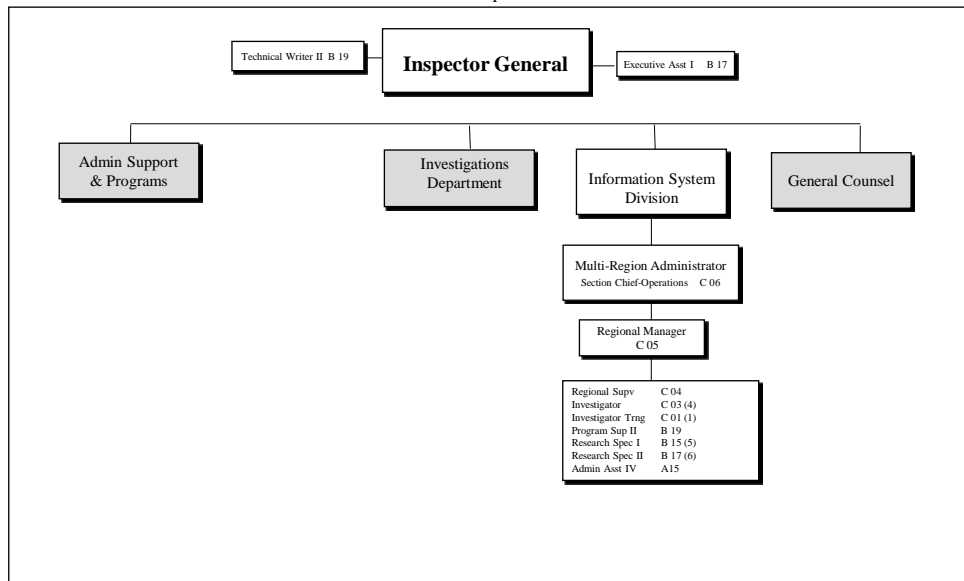 Technical Writer II B 19
Inspector General
Executive Asst I B 17
Admin Support
& Programs
Investigations
Department
Information System
Division
General Counsel
Multi-Region Administrator
Section Chief-Operations C 06
Regional Manager
C 05
Regional Supv C 04
Investigator C 03 (4)
Investigator Trng C 01 (1)
Program Sup II B 19
Research Spec I B 15 (5)
Research Spec II B 17 (6)
Admin Asst IV A15